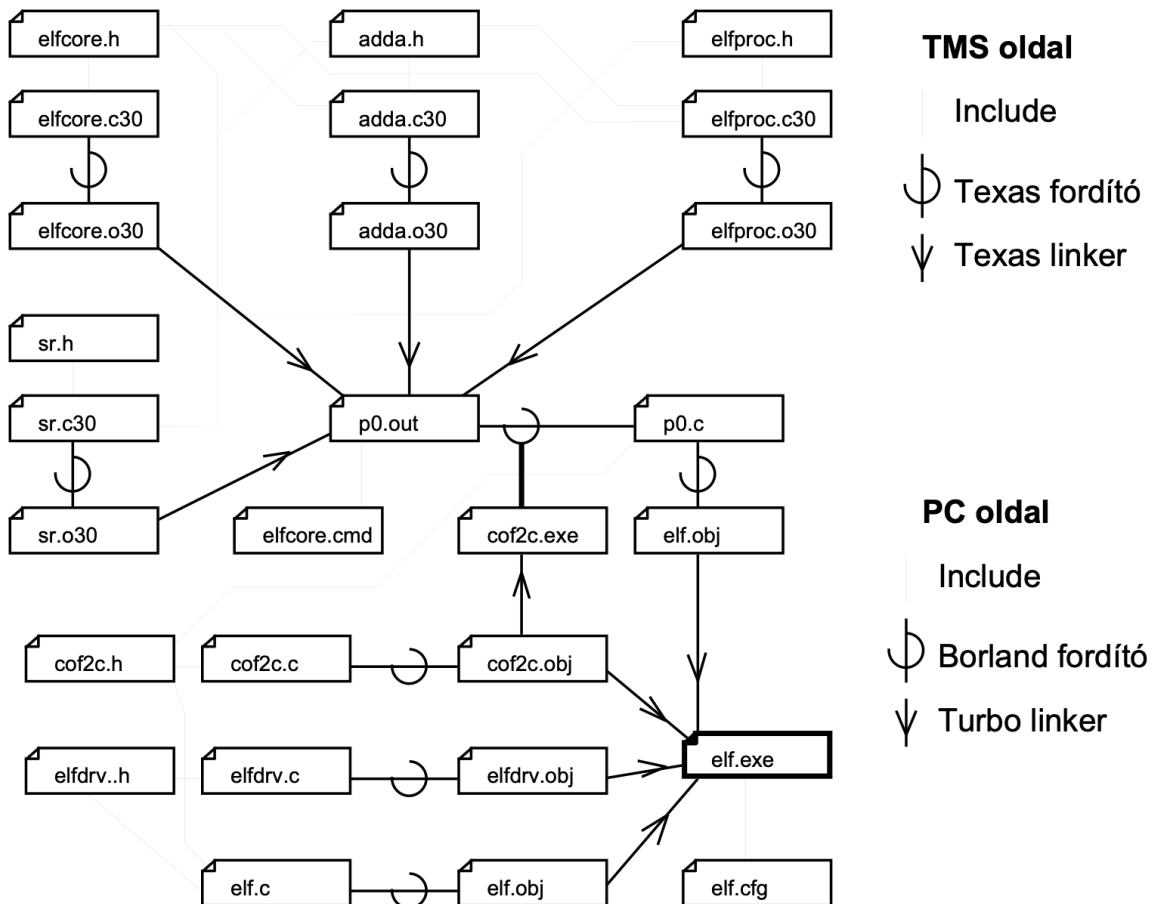 elfcore.h
adda.h
elfproc.h
TMS oldal
elfcore.c30
adda.c30
elfproc.c30
Include
Texas fordító
elfcore.o30
adda.o30
elfproc.o30
Texas linker
sr.h
sr.c30
p0.out
p0.c
sr.o30
elfcore.cmd
cof2c.exe
elf.obj
PC oldal
Include
cof2c.h
cof2c.c
cof2c.obj
Borland fordító
Turbo linker
elfdrv..h
elfdrv.c
elfdrv.obj
elf.exe
elf.c
elf.obj
elf.cfg